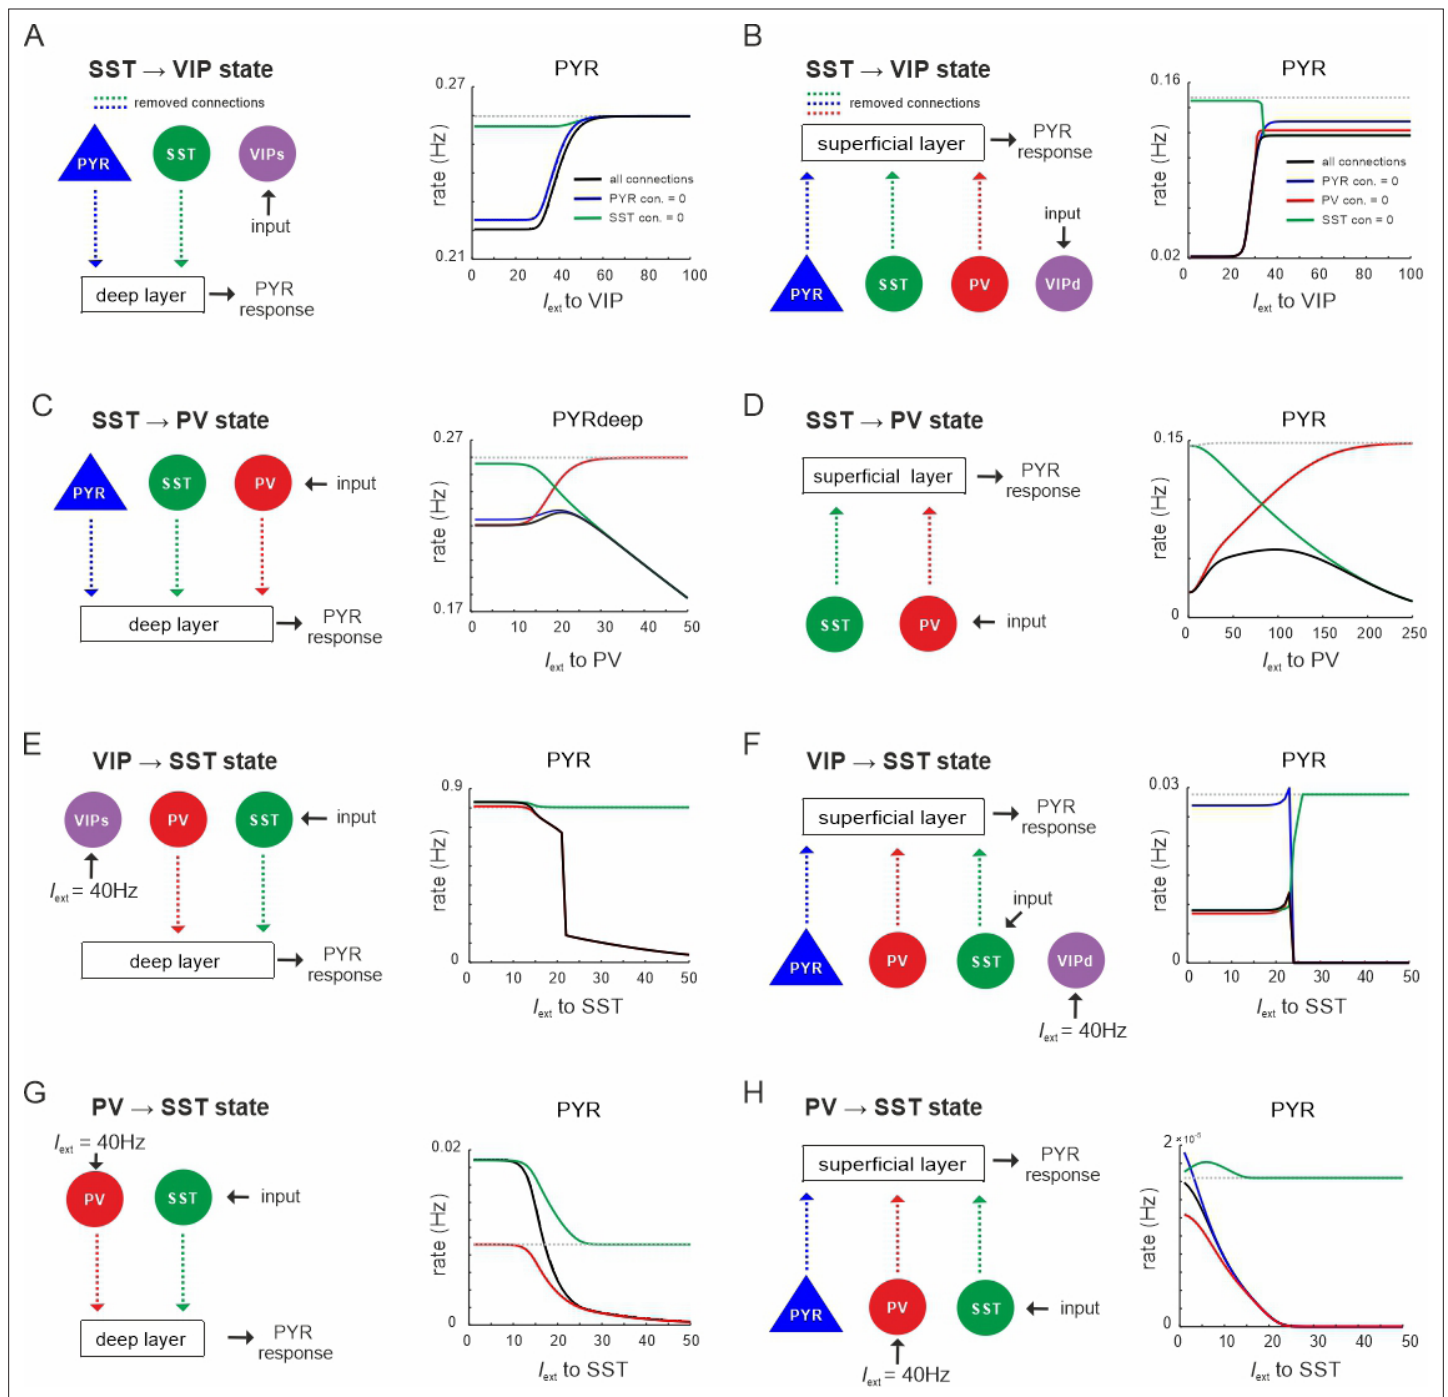 A
SST → VIP state
removed connections
PYR
SST
VIPs
input
deep layer
PYR
response
PYR
0.27
rate (Hz)
0.21
all connections
PYR con. = 0
SST con. = 0
0 20 40 60 80 100
Iext to VIP
B
SST → VIP state
removed connections
superficial layer
PYR
response
input
PYR
SST
PV
VIPd
PYR
0.16
rate (Hz)
0.02
all connections
PYR con. = 0
PV con. = 0
SST con = 0
0 20 40 60 80 100
Iext to VIP
C
SST → PV state
PYR
SST
PV
input
deep layer
PYR
response
PYRdeep
0.27
rate (Hz)
0.17
0 10 20 30 40 50
Iext to PV
D
SST → PV state
superficial layer
PYR
response
SST
PV
input
PYR
0.15
rate (Hz)
0
0 50 100 150 200 250
Iext to PV
E
VIP → SST state
VIPs
PV
SST
input
Iext = 40Hz
deep layer
PYR
response
PYR
0.9
rate (Hz)
0
0 10 20 30 40 50
Iext to SST
F
VIP → SST state
superficial layer
PYR
response
input
PYR
PV
SST
VIPd
Iext = 40Hz
PYR
0.03
rate (Hz)
0
0 10 20 30 40 50
Iext to SST
G
PV → SST state
Iext = 40Hz
PV
SST
input
deep layer
PYR
response
PYR
0.02
rate (Hz)
0
0 10 20 30 40 50
Iext to SST
H
PV → SST state
superficial layer
PYR
response
PYR
PV
SST
input
Iext = 40Hz
PYR
2 × 10⁻⁵
rate (Hz)
0
0 10 20 30 40 50
Iext to SST